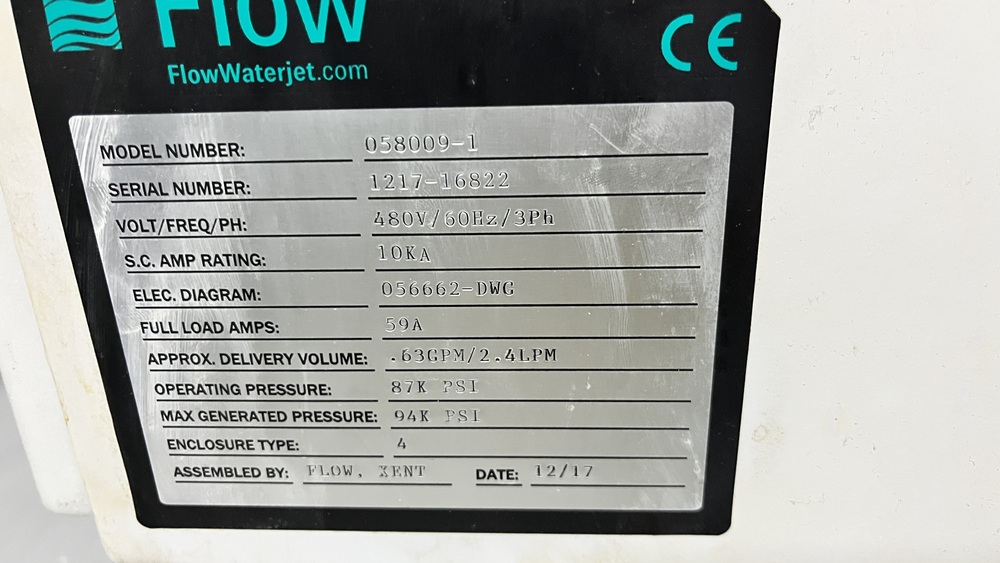 Flow
FlowWaterjet.com
CE
MODEL NUMBER: 058009-1
SERIAL NUMBER: 1217-16822
VOLT/FREQ/PH: 480V/60Hz/3Ph
S.C. AMP RATING: 10KA
ELEC. DIAGRAM: 056662-DWG
FULL LOAD AMPS: 59A
APPROX. DELIVERY VOLUME: .63GPM/2.4LPM
OPERATING PRESSURE: 87K PSI
MAX GENERATED PRESSURE: 94K PSI
ENCLOSURE TYPE: 4
ASSEMBLED BY: FLOW, KENT DATE: 12/17